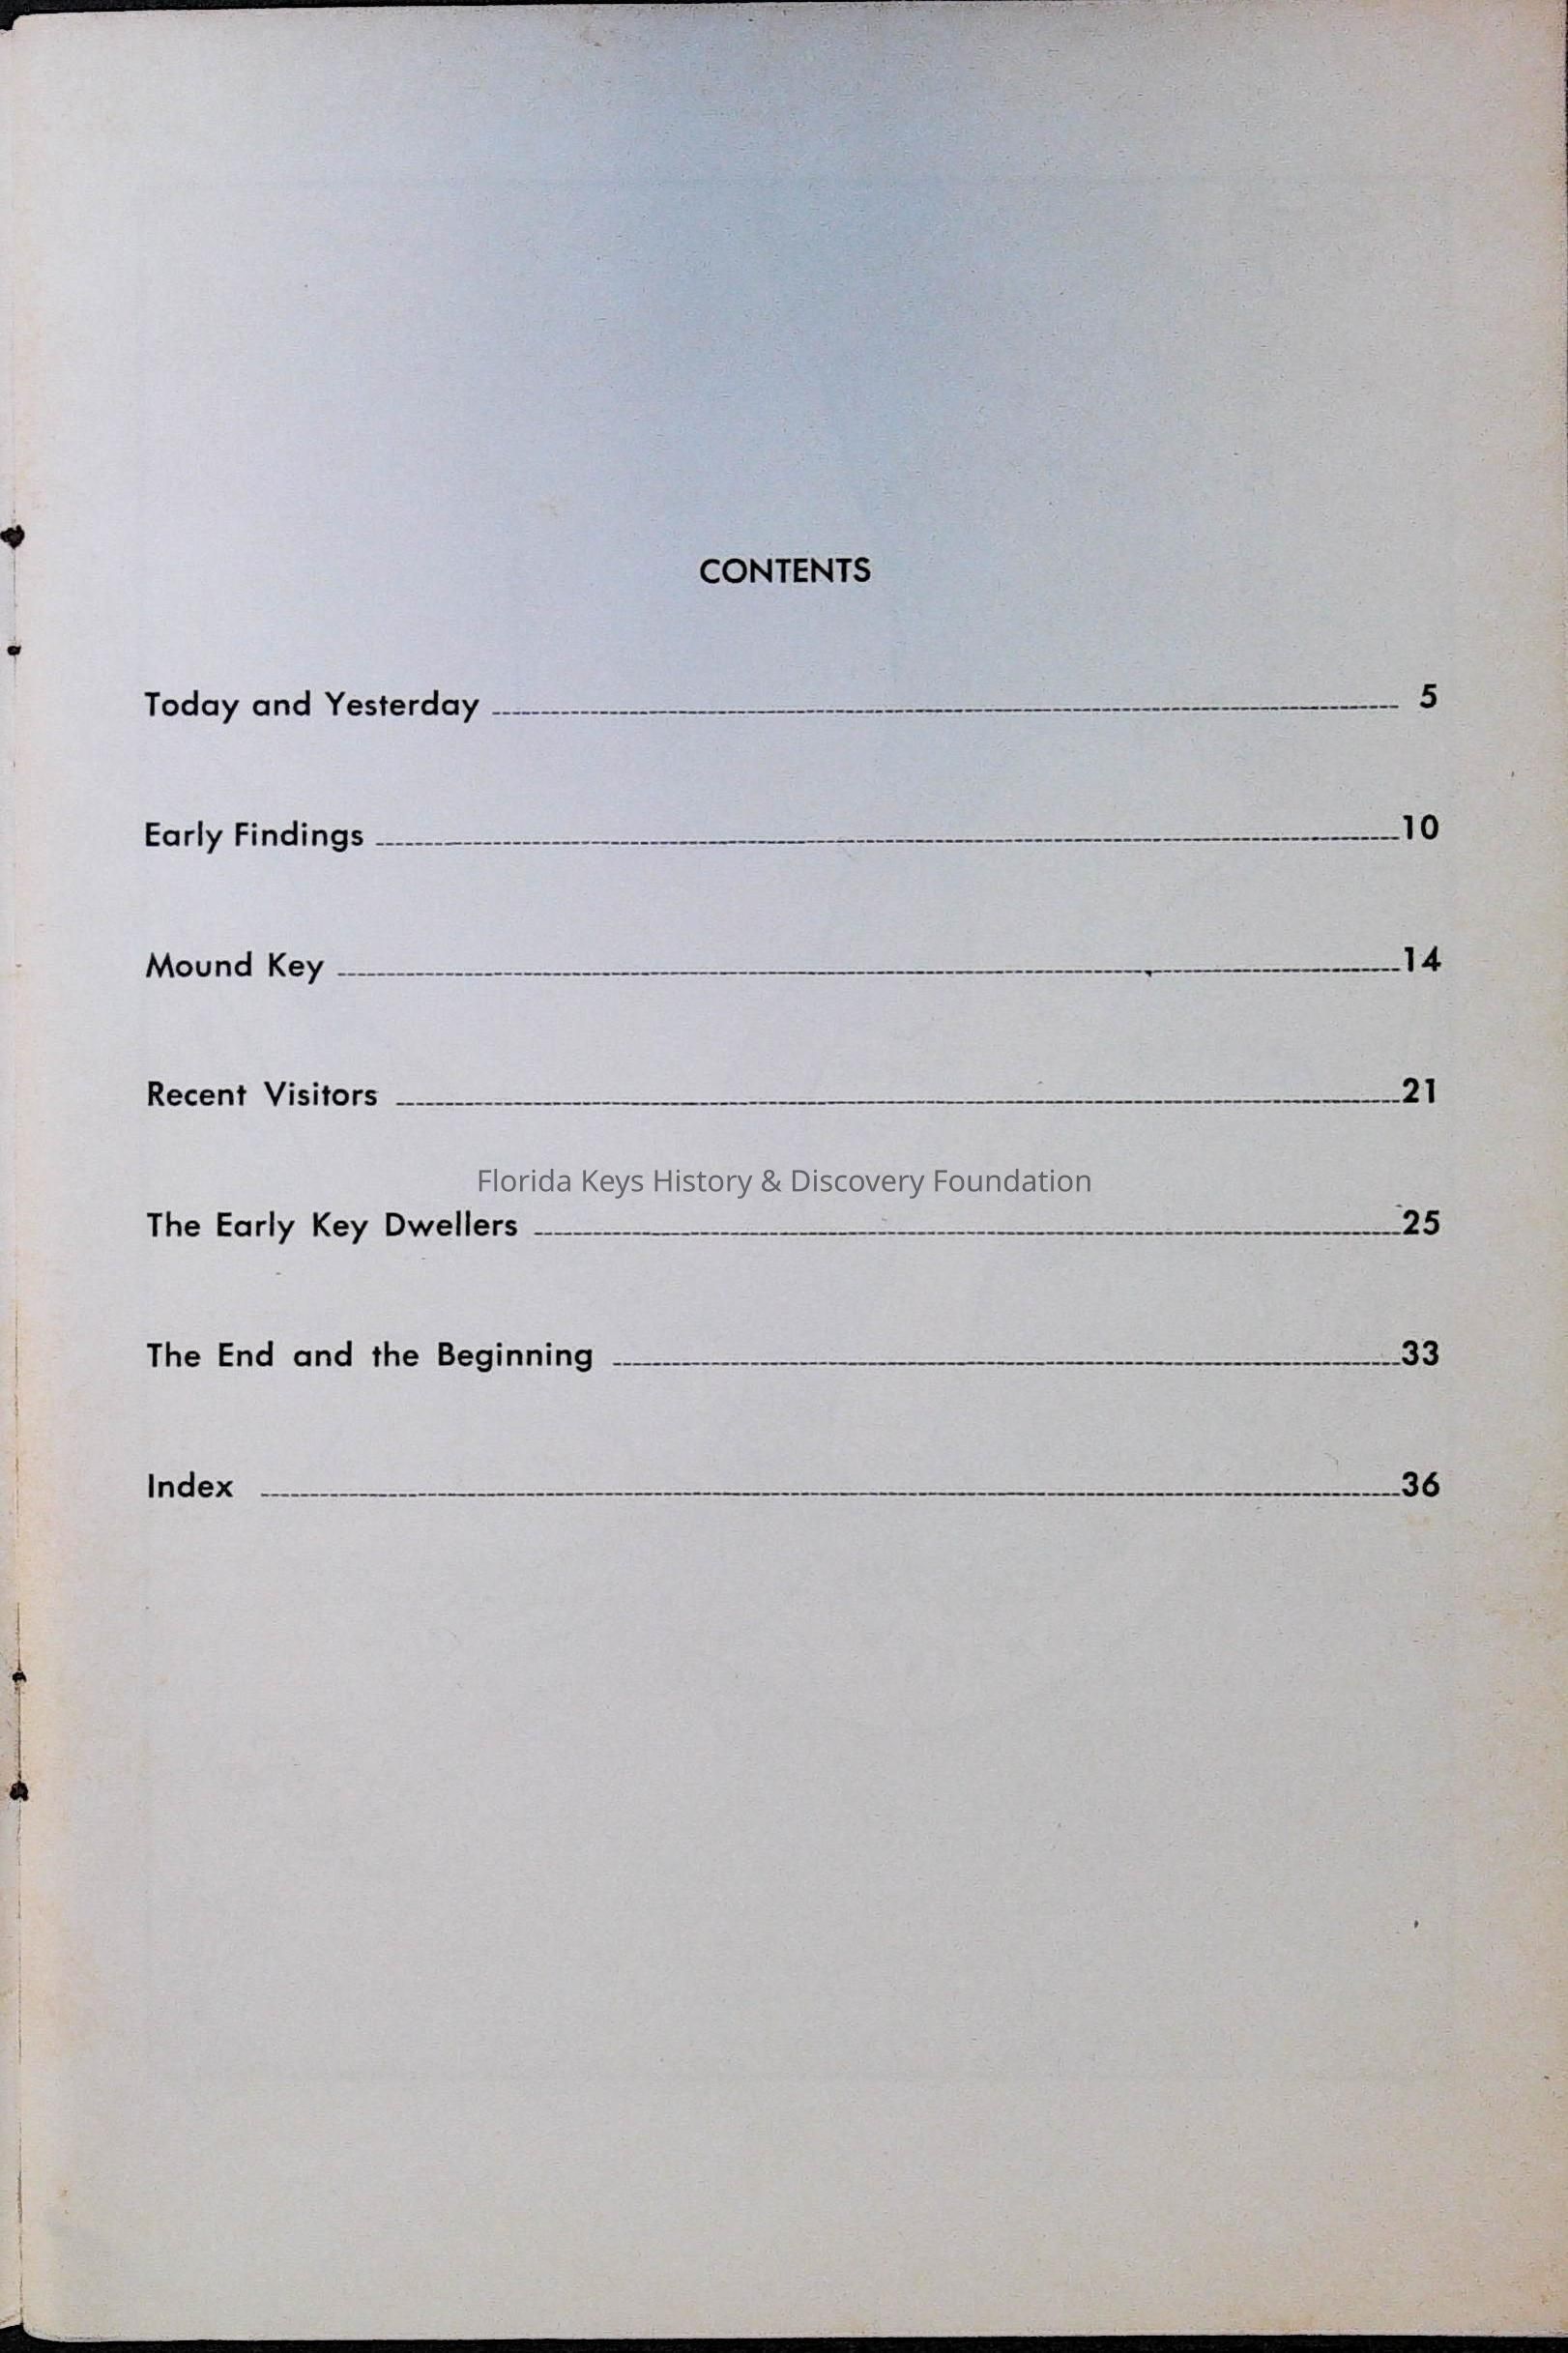 CONTENTS
Today and Yesterday 5
Early Findings 10
Mound Key 14
Recent Visitors 21
Florida Keys History & Discovery Foundation
The Early Key Dwellers 25
The End and the Beginning 33
Index 36